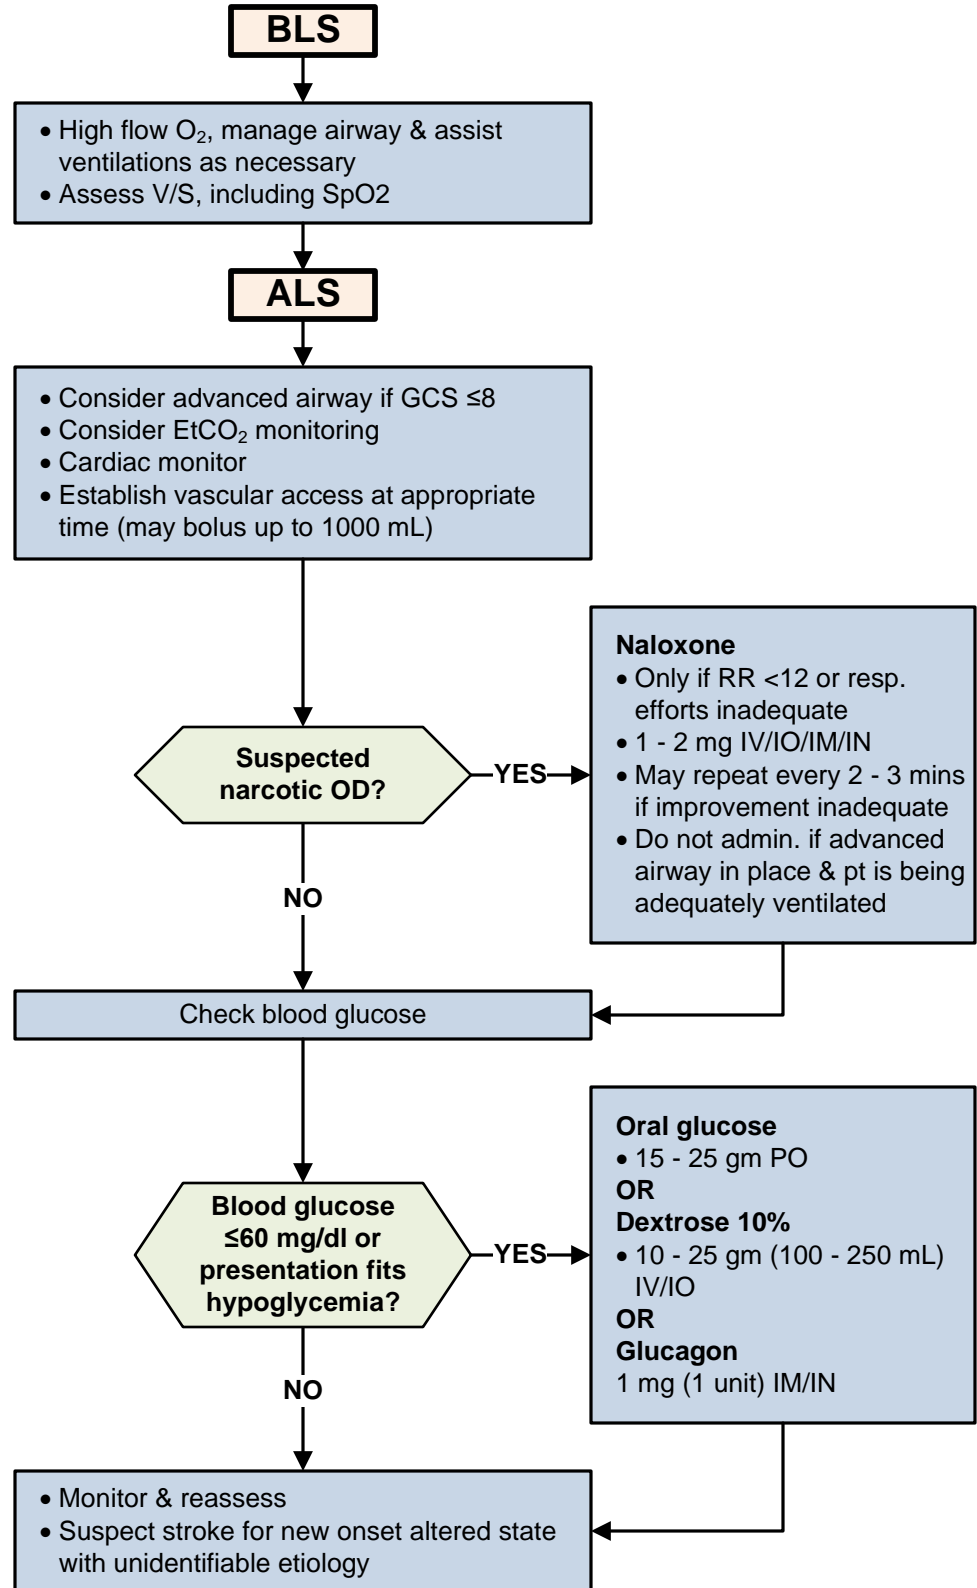 BLS
• High flow O₂, manage airway & assist
ventilations as necessary
• Assess V/S, including SpO2
ALS
• Consider advanced airway if GCS ≤8
• Consider EtCO₂ monitoring
• Cardiac monitor
• Establish vascular access at appropriate
time (may bolus up to 1000 mL)
Suspected
narcotic OD?
YES
Naloxone
• Only if RR <12 or resp.
efforts inadequate
• 1 - 2 mg IV/IO/IM/IN
• May repeat every 2 - 3 mins
if improvement inadequate
• Do not admin. if advanced
airway in place & pt is being
adequately ventilated
NO
Check blood glucose
Blood glucose
≤60 mg/dl or
presentation fits
hypoglycemia?
YES
Oral glucose
• 15 - 25 gm PO
OR
Dextrose 10%
• 10 - 25 gm (100 - 250 mL)
IV/IO
OR
Glucagon
1 mg (1 unit) IM/IN
NO
• Monitor & reassess
• Suspect stroke for new onset altered state
with unidentifiable etiology